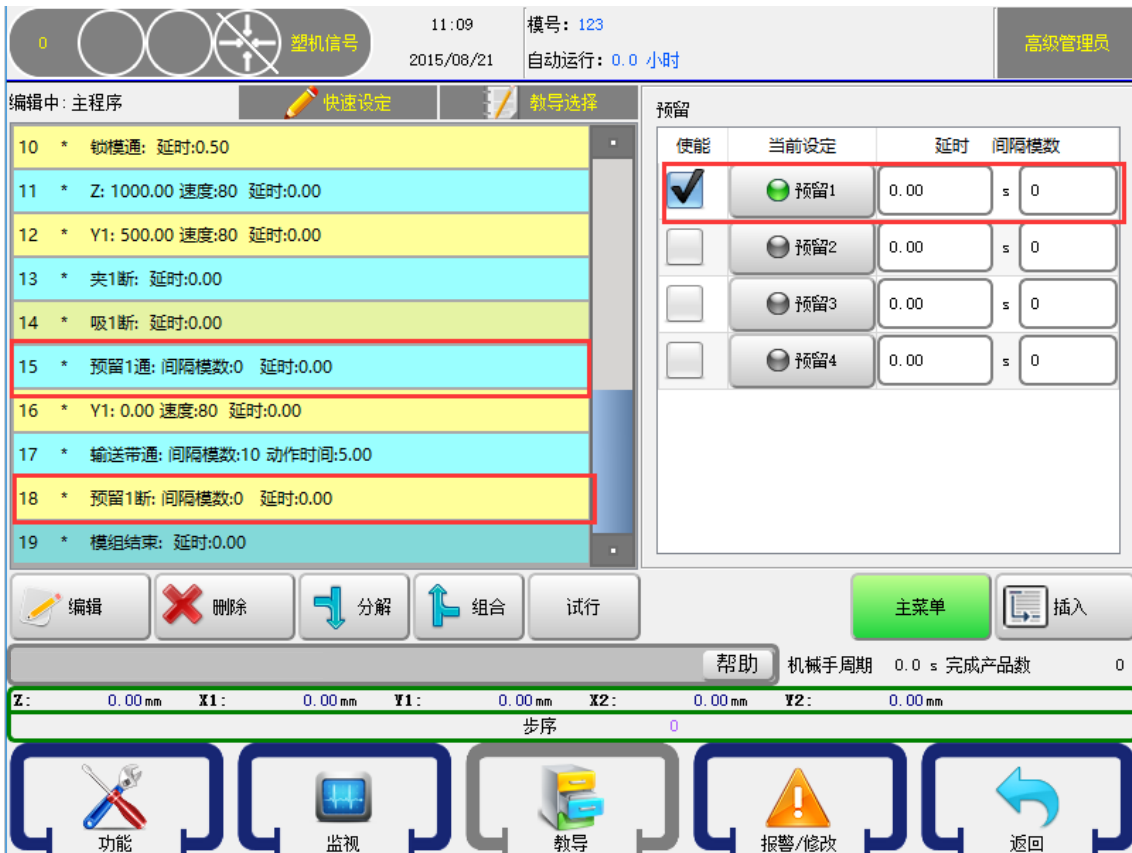 0 塑机信号 11:09 模号: 123 高级管理员
2015/08/21 自动运行: 0.0 小时
编辑中: 主程序 快速设定 教导选择
10 * 锁模通: 延时:0.50
11 * Z: 1000.00 速度:80 延时:0.00
12 * Y1: 500.00 速度:80 延时:0.00
13 * 夹1断: 延时:0.00
14 * 吸1断: 延时:0.00
15 * 预留1通: 间隔模数:0 延时:0.00
16 * Y1: 0.00 速度:80 延时:0.00
17 * 输送带通: 间隔模数:10 动作时间:5.00
18 * 预留1断: 间隔模数:0 延时:0.00
19 * 模组结束: 延时:0.00
预留
使能 当前设定 延时 间隔模数
预留1 0.00 s 0
预留2 0.00 s 0
预留3 0.00 s 0
预留4 0.00 s 0
编辑 删除 分解 组合 试行 主菜单 插入
帮助 机械手周期 0.0 s 完成产品数 0
Z: 0.00 mm X1: 0.00 mm Y1: 0.00 mm X2: 0.00 mm Y2: 0.00 mm
步序 0
功能 监视 教导 报警/修改 返回